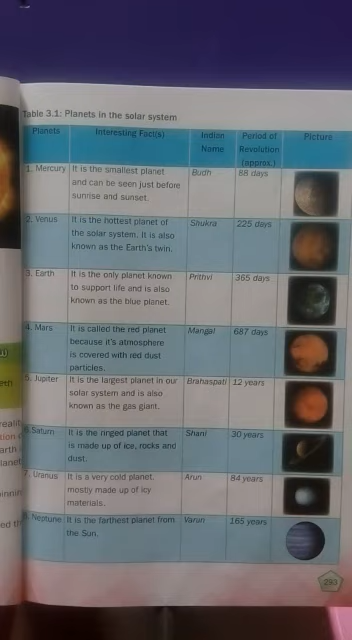 Table 3.1: Planets in the solar system
Planets Interesting Fact(s) Indian Name Period of Revolution (approx.) Picture
1. Mercury It is the smallest planet Budh 88 days
and can be seen just before
sunrise and sunset.
2. Venus It is the hottest planet of Shukra 225 days
the solar system. It is also
known as the Earth's twin.
3. Earth It is the only planet known Prithvi 365 days
to support life and is also
known as the blue planet.
4. Mars It is called the red planet Mangal 687 days
because it's atmosphere
is covered with red dust
particles.
5. Jupiter It is the largest planet in our Brahaspati 12 years
solar system and is also
known as the gas giant.
6. Saturn It is the ringed planet that Shani 30 years
is made up of ice, rocks and
dust.
7. Uranus It is a very cold planet, Arun 84 years
mostly made up of icy
materials.
8. Neptune It is the farthest planet from Varun 165 years
the Sun.
293